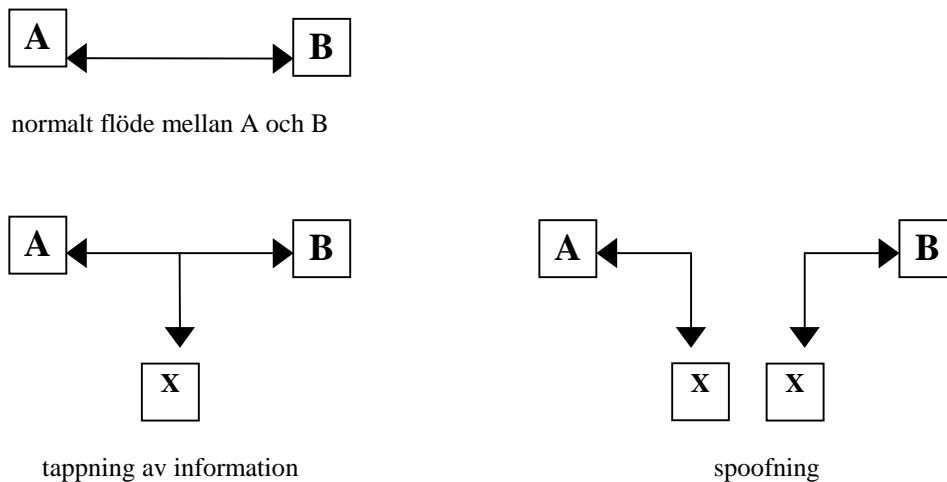 A
B
normalt flöde mellan A och B
A
B
X
tappning av information
A
B
X
X
spoofning